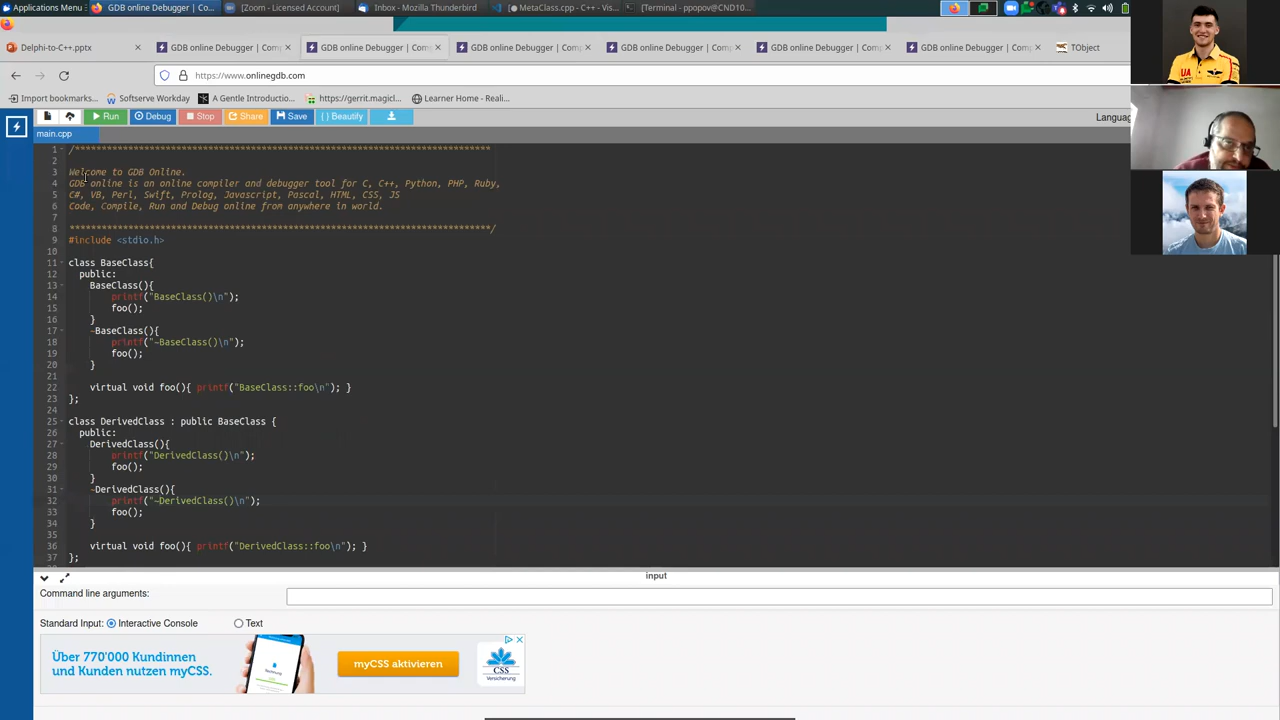 Applications Menu
GDB online Debugger | Co...
[Zoom - Licensed Account]
Inbox - Mozilla Thunderbird
[● MetaClass.cpp - C++ - Vis...
[Terminal - ppopov@CND10...
Delphi-to-C++.pptx
GDB online Debugger | Com
GDB online Debugger | Com
GDB online Debugger | Com
GDB online Debugger | Com
GDB online Debugger | Com
GDB online Debugger | Com
TObject
https://www.onlinegdb.com
Import bookmarks...
Softserve Workday
A Gentle Introductio...
https://gerrit.magicl...
Learner Home - Reali...
Run
Debug
Stop
Share
Save
{ } Beautify
Languag
main.cpp
1 /******************************************************************************
2
3 Welcome to GDB Online.
4 GDB online is an online compiler and debugger tool for C, C++, Python, PHP, Ruby,
5 C#, VB, Perl, Swift, Prolog, Javascript, Pascal, HTML, CSS, JS
6 Code, Compile, Run and Debug online from anywhere in world.
7
8 *******************************************************************************/
9 #include <stdio.h>
10
11 class BaseClass{
12 public:
13 BaseClass(){
14 printf("BaseClass()\n");
15 foo();
16 }
17 ~BaseClass(){
18 printf("~BaseClass()\n");
19 foo();
20 }
21
22 virtual void foo(){ printf("BaseClass::foo\n"); }
23 };
24
25 class DerivedClass : public BaseClass {
26 public:
27 DerivedClass(){
28 printf("DerivedClass()\n");
29 foo();
30 }
31 ~DerivedClass(){
32 printf("~DerivedClass()\n");
33 foo();
34 }
35
36 virtual void foo(){ printf("DerivedClass::foo\n"); }
37 };
input
Command line arguments:
Standard Input:
Interactive Console
Text
Über 770'000 Kundinnen
und Kunden nutzen myCSS.
myCSS aktivieren
CSS
Versicherung
UA